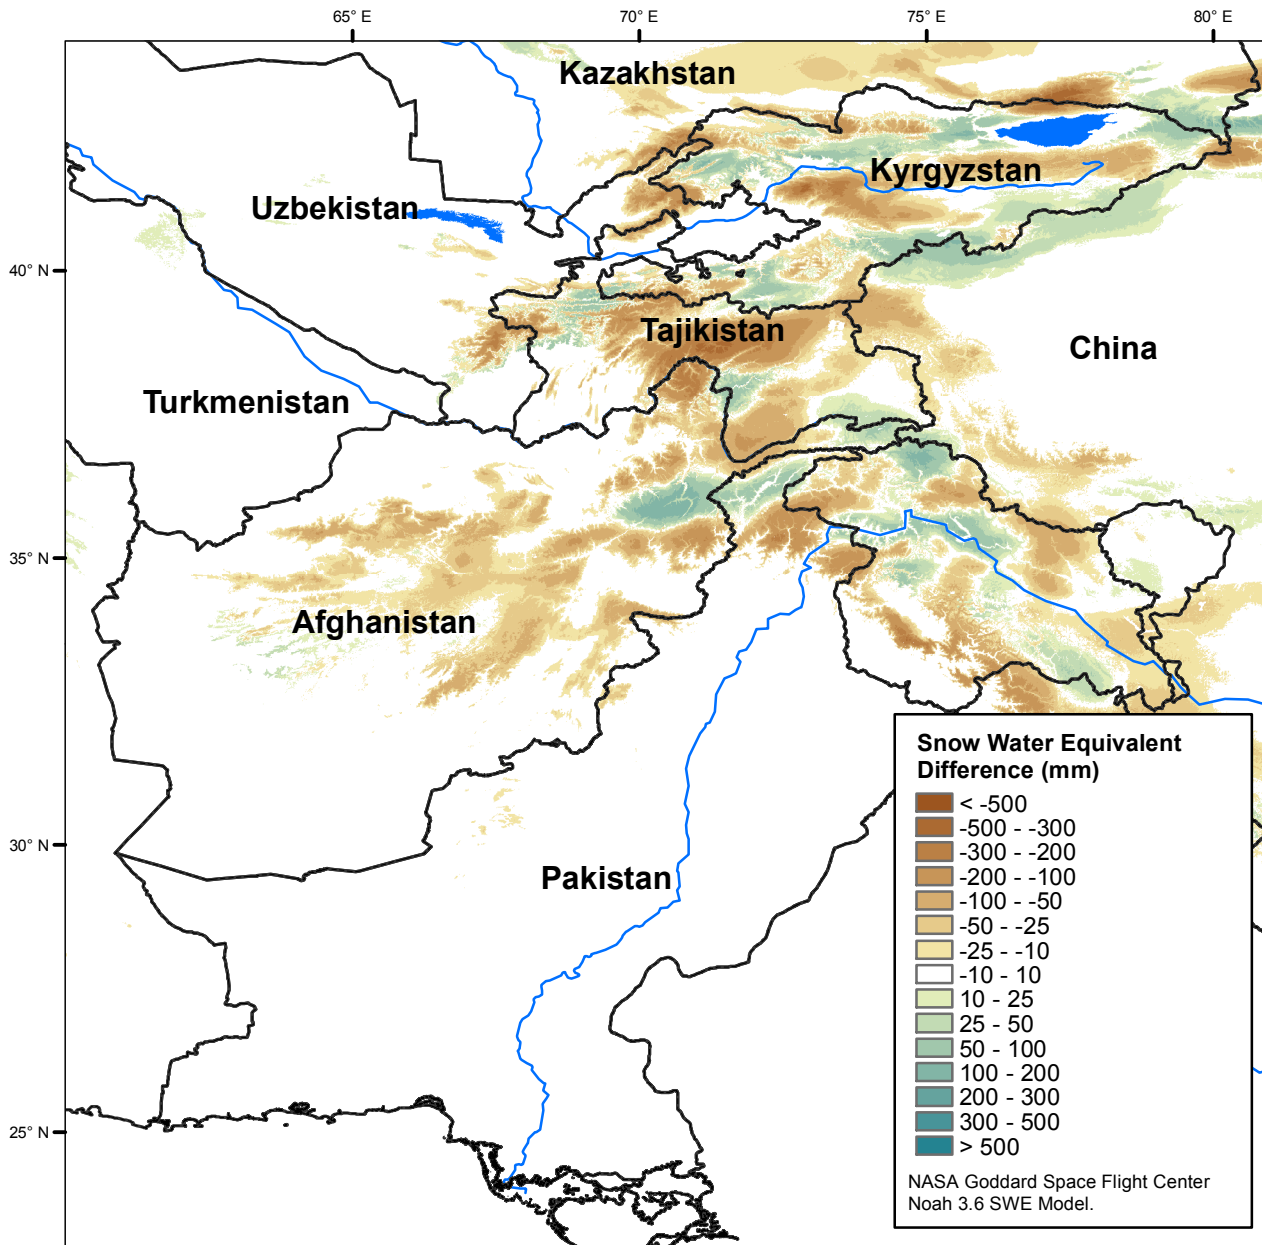 65° E
70° E
75° E
80° E
Kazakhstan
Kyrgyzstan
Uzbekistan
40° N
Tajikistan
China
Turkmenistan
35° N
Afghanistan
30° N
Pakistan
25° N
Snow Water Equivalent
Difference (mm)
< -500
-500 - -300
-300 - -200
-200 - -100
-100 - -50
-50 - -25
-25 - -10
-10 - 10
10 - 25
25 - 50
50 - 100
100 - 200
200 - 300
300 - 500
> 500
NASA Goddard Space Flight Center
Noah 3.6 SWE Model.